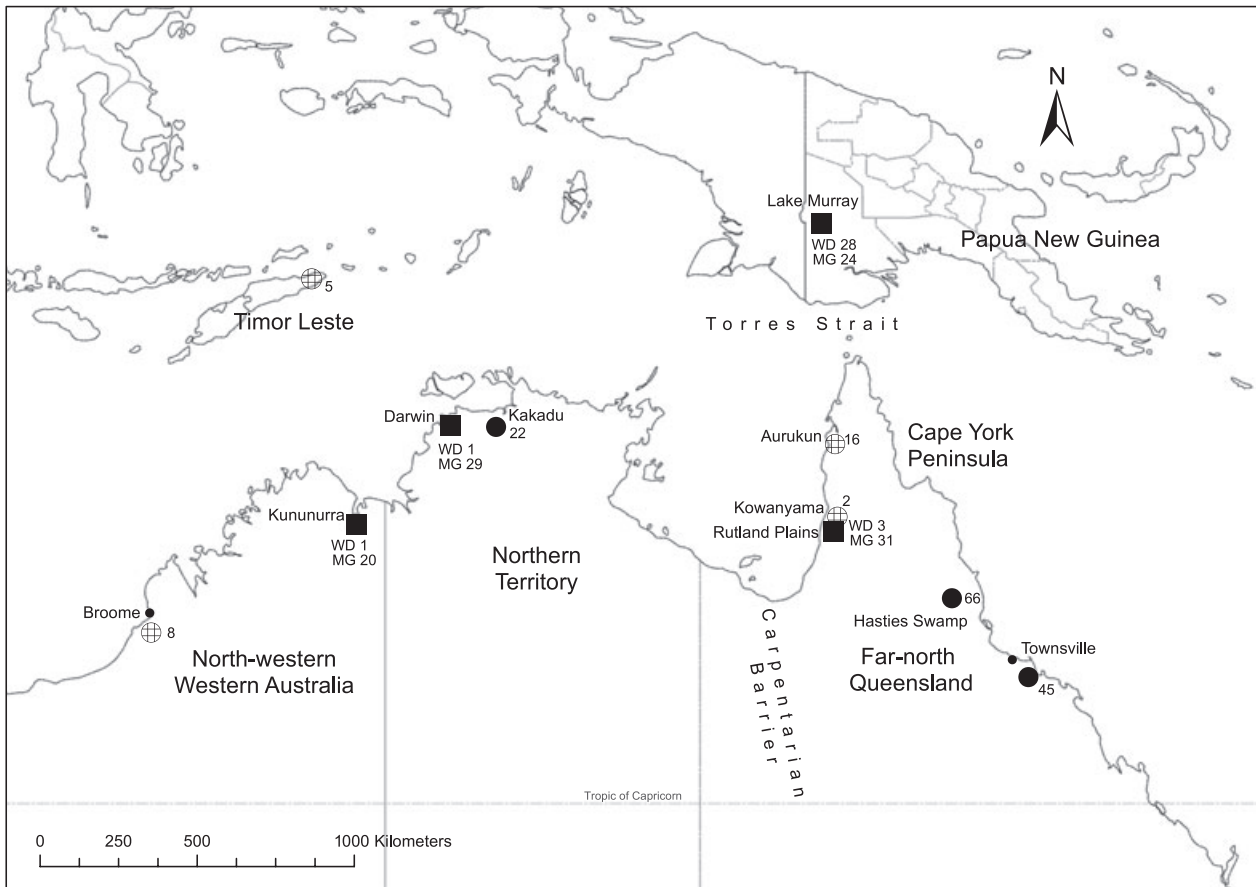 N
Lake Murray
WD 28
MG 24
Papua New Guinea
5
Timor Leste
Torres Strait
Darwin
WD 1
MG 29
Kakadu
22
Aurukun
16
Cape York
Peninsula
Kununurra
WD 1
MG 20
Kowanyama
2
Rutland Plains
WD 3
MG 31
Northern
Territory
Broome
8
North-western
Western Australia
Hasties Swamp
66
Carpentarian
Barrier
Far-north
Queensland
Townsville
45
Tropic of Capricorn
0 250 500 1000 Kilometers